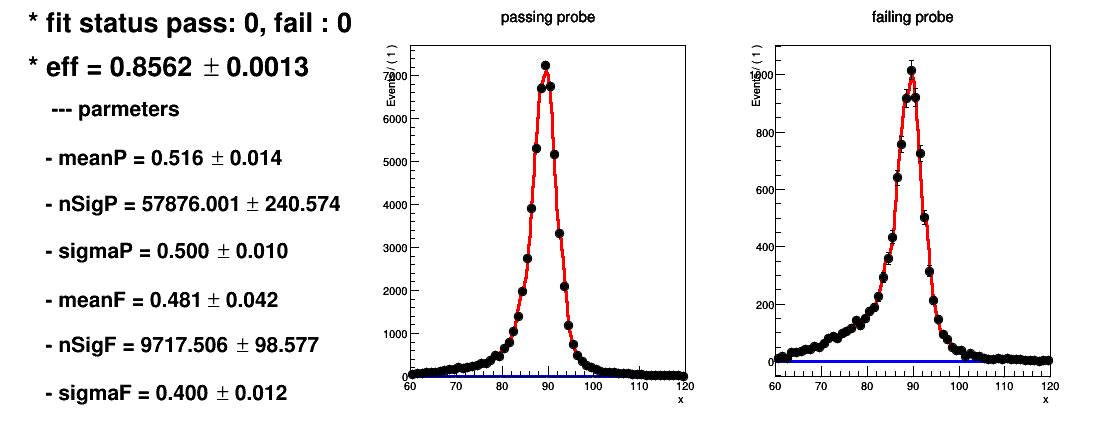 * fit status pass: 0, fail : 0
* eff = 0.8562 ± 0.0013
--- parmeters
- meanP = 0.516 ± 0.014
- nSigP = 57876.001 ± 240.574
- sigmaP = 0.500 ± 0.010
- meanF = 0.481 ± 0.042
- nSigF = 9717.506 ± 98.577
- sigmaF = 0.400 ± 0.012
passing probe
Events / ( 1 )
7000
6000
5000
4000
3000
2000
1000
0
60 70 80 90 100 110 120
x
failing probe
Events / ( 1 )
1000
800
600
400
200
0
60 70 80 90 100 110 120
x